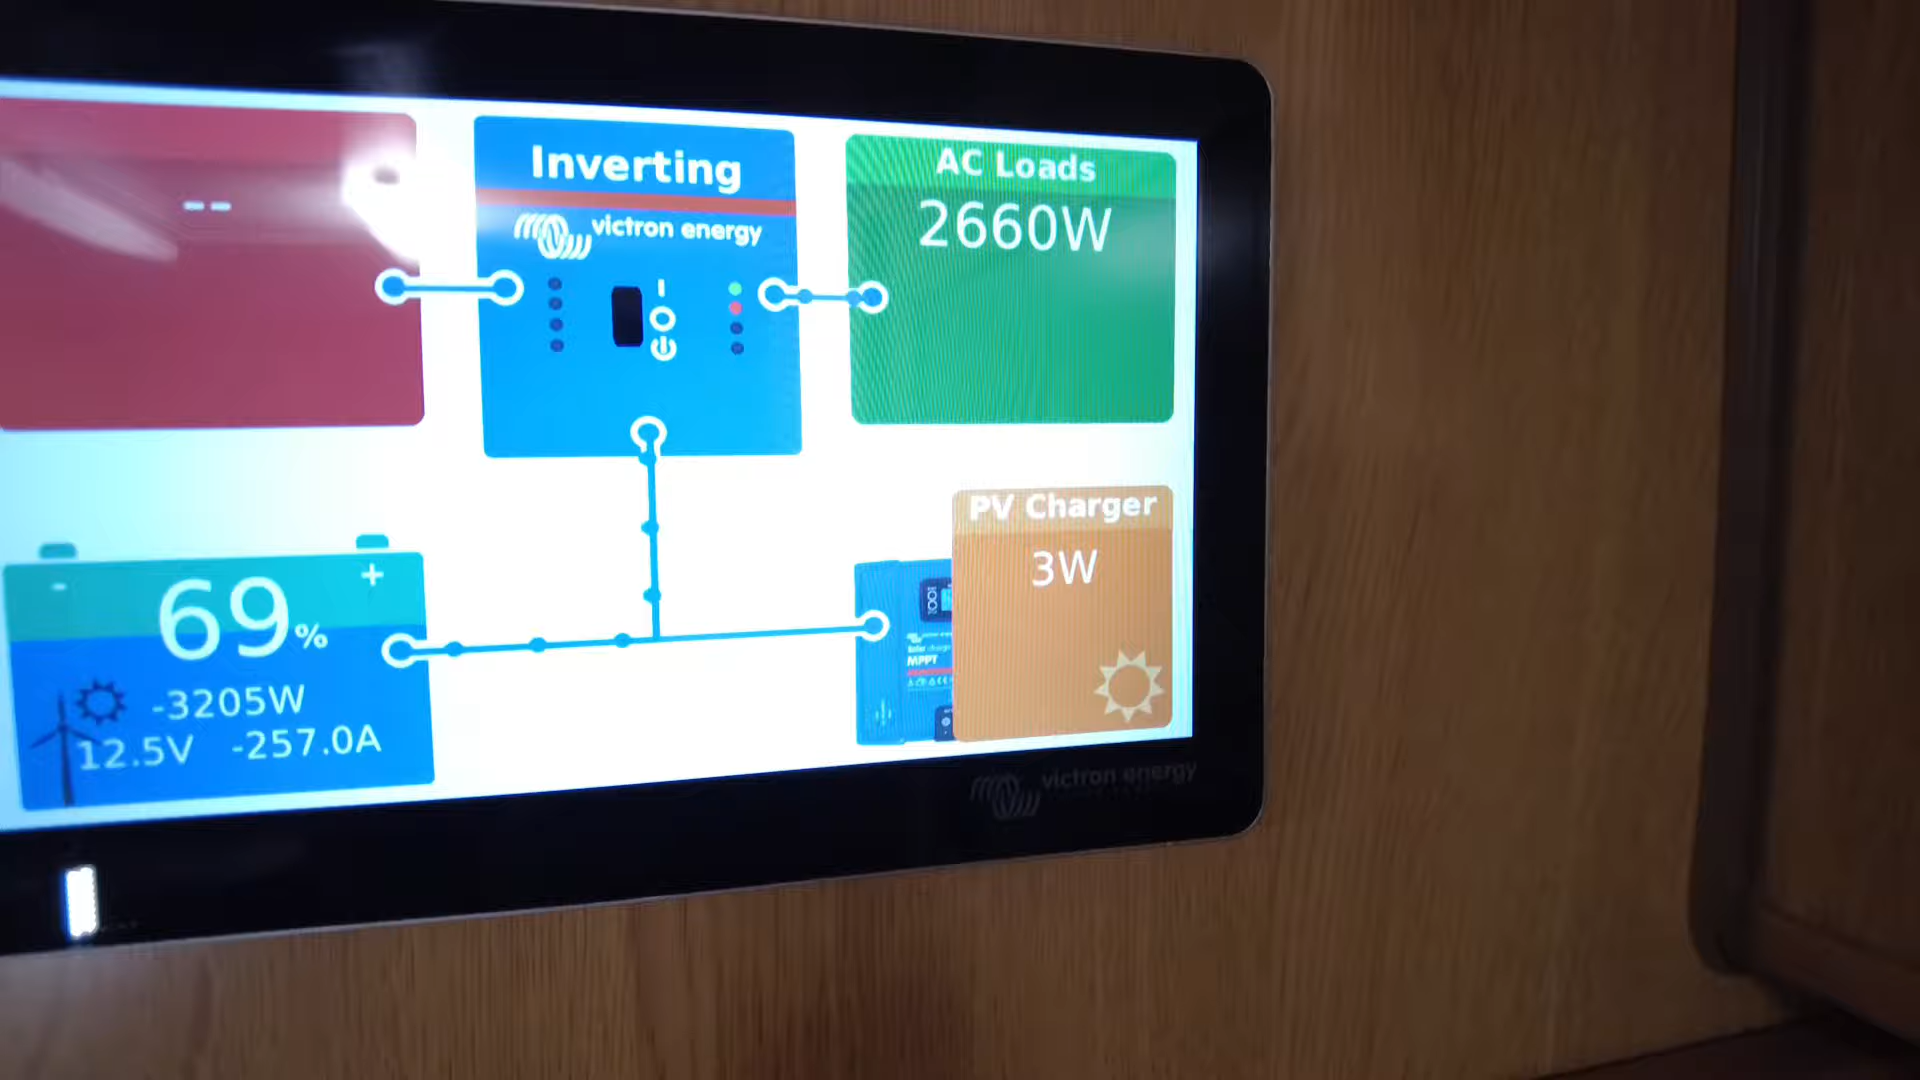 --
Inverting
victron energy
AC Loads
2660W
PV Charger
3W
MPPT
- +
69%
-3205W
12.5V -257.0A
victron energy